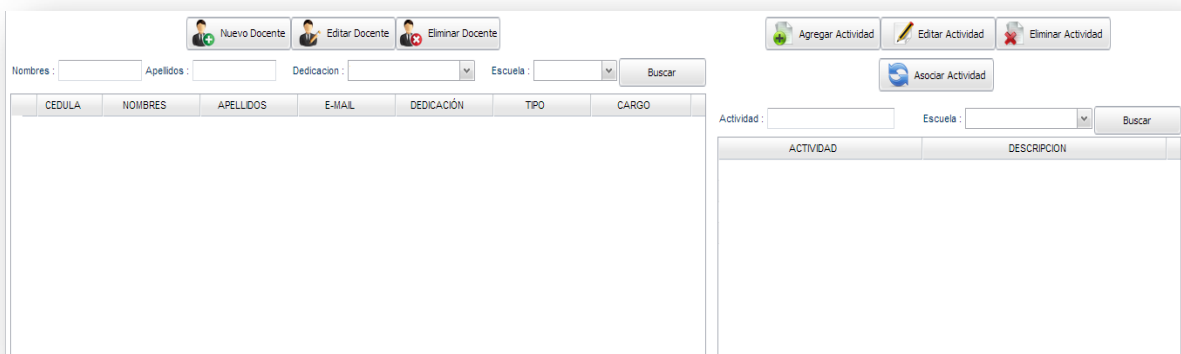 Nuevo Docente Editar Docente Eliminar Docente
Nombres : Apellidos : Dedicacion : Escuela : Buscar
CEDULA NOMBRES APELLIDOS E-MAIL DEDICACIÓN TIPO CARGO
Agregar Actividad Editar Actividad Eliminar Actividad
Asociar Actividad
Actividad : Escuela : Buscar
ACTIVIDAD DESCRIPCION